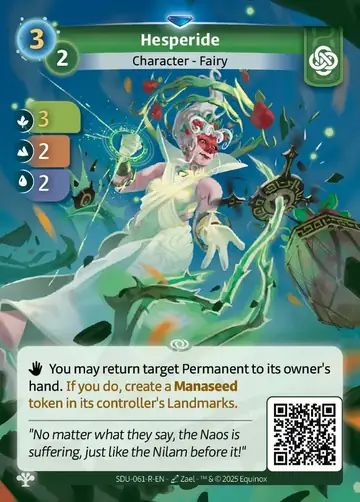 3
Hesperide
2
Character - Fairy
3
2
2
You may return target Permanent to its owner's
hand. If you do, create a Manaseed
token in its controller's Landmarks.
"No matter what they say, the Naos is
suffering, just like the Nilam before it!"
SDU-061-R-EN - Zael - ™ & © 2025 Equinox